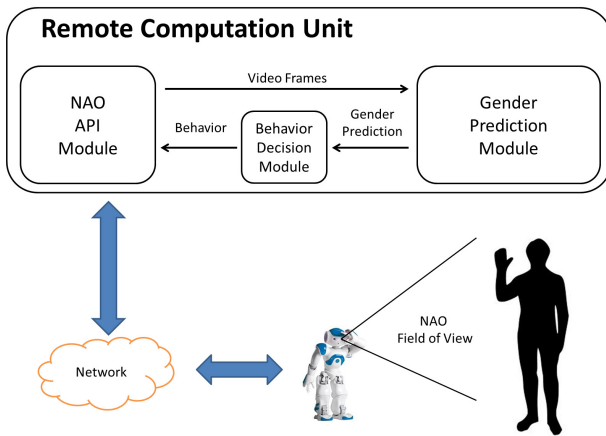 Remote Computation Unit
Video Frames
NAO
API
Module
Behavior
Behavior
Decision
Module
Gender
Prediction
Gender
Prediction
Module
NAO
Field of View
Network